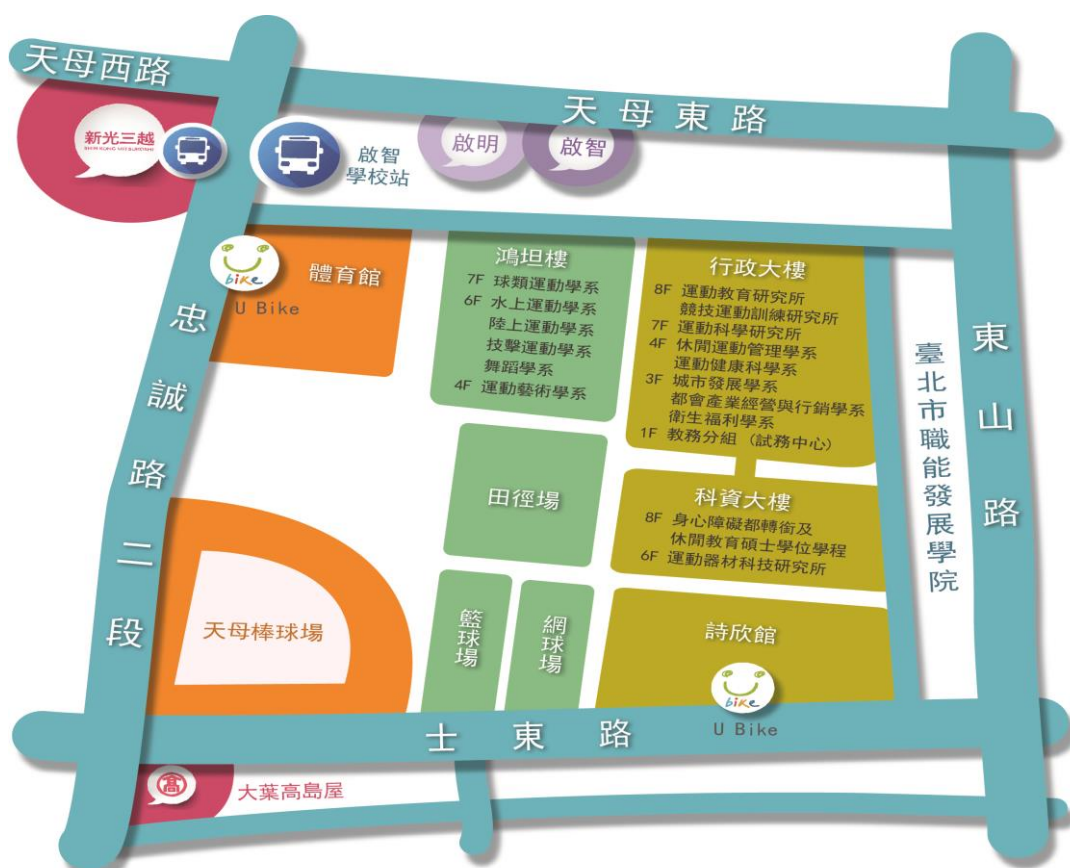 天母西路
天母東路
新光三越
啟智
學校站
啟明
啟智
忠誠路二段
東山路
臺北市職能發展學院
bike
U Bike
體育館
鴻坦樓
7F 球類運動學系
6F 水上運動學系
陸上運動學系
技擊運動學系
舞蹈學系
4F 運動藝術學系
行政大樓
8F 運動教育研究所
競技運動訓練研究所
7F 運動科學研究所
4F 休閒運動管理學系
運動健康科學系
3F 城市發展學系
都會產業經營與行銷學系
衛生福利學系
1F 教務分組（試務中心）
田徑場
科資大樓
8F 身心障礙都轉銜及
休閒教育碩士學位學程
6F 運動器材科技研究所
天母棒球場
籃球場
網球場
詩欣館
bike
U Bike
士東路
髙
大葉高島屋